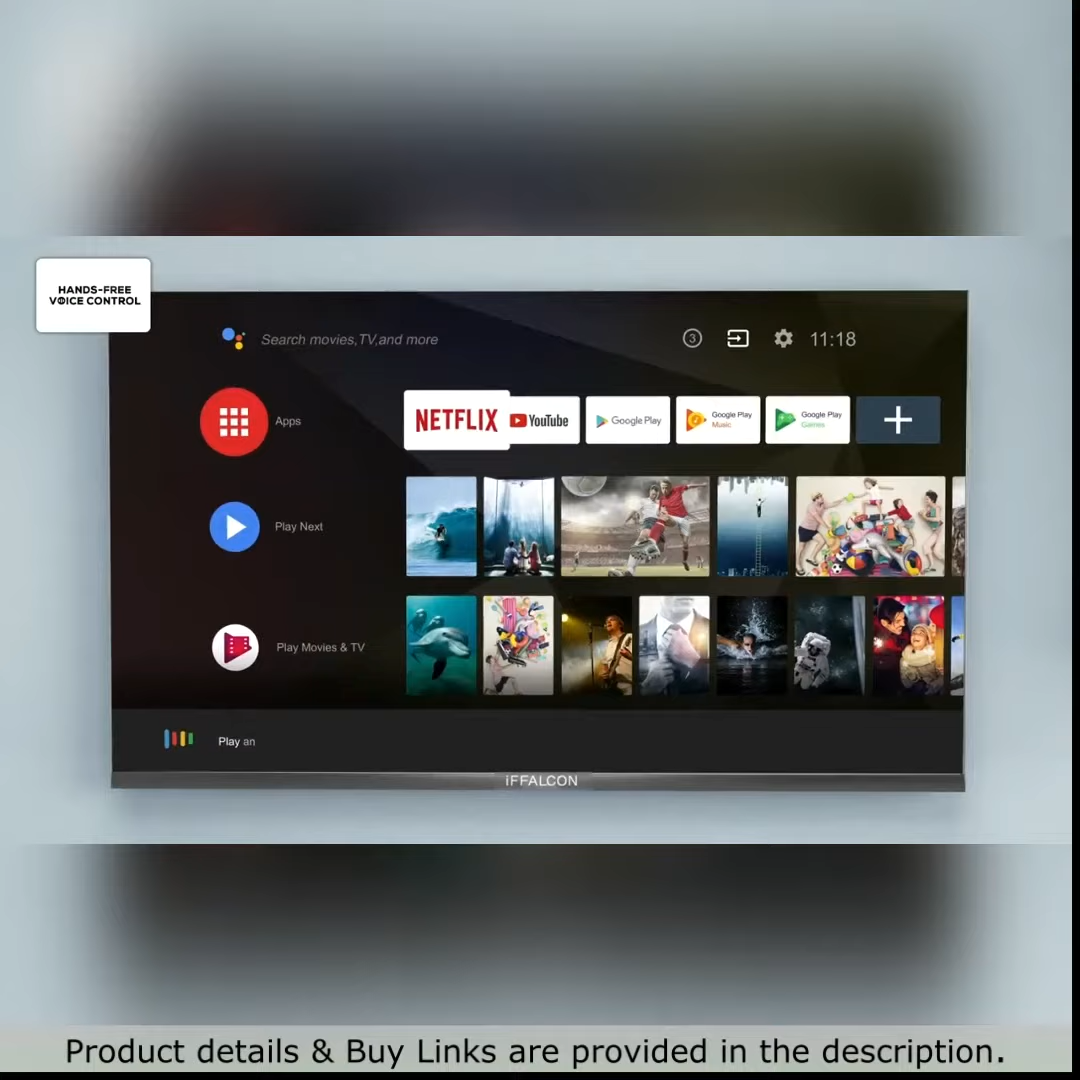 HANDS-FREE
VOICE CONTROL
Search movies,TV,and more
3
11:18
Apps
NETFLIX
YouTube
Google Play
Google Play
Music
Google Play
Games
Play Next
Play Movies & TV
Play an
iFFALCON
Product details & Buy Links are provided in the description.